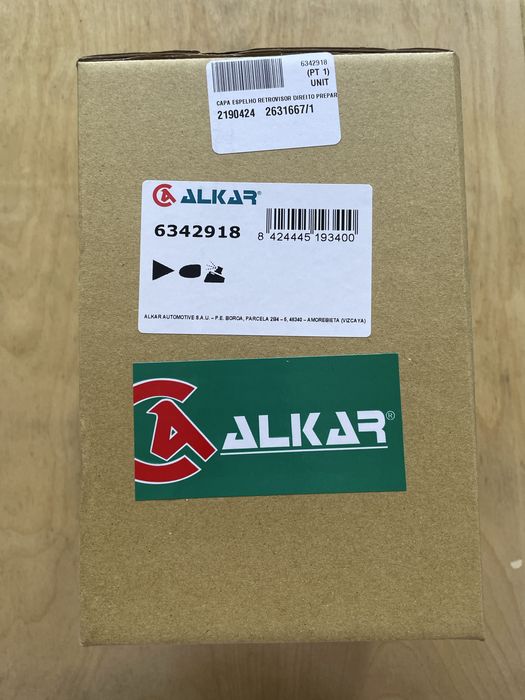 6342918
(PT 1)
UNIT
CAPA ESPELHO RETROVISOR DIREITO PREPAR
2190424 2631667/1
ALKAR®
6342918
8 424445 193400
ALKAR AUTOMOTIVE S.A.U. – P.E. BOROA, PARCELA 2B4 – 5, 48340 – AMOREBIETA (VIZCAYA)
ALKAR®